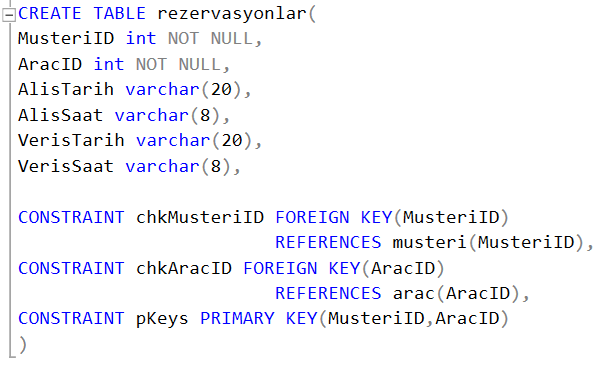 CREATE TABLE rezervasyonlar(
MusteriID int NOT NULL,
AracID int NOT NULL,
AlisTarih varchar(20),
AlisSaat varchar(8),
VerisTarih varchar(20),
VerisSaat varchar(8),
CONSTRAINT chkMusteriID FOREIGN KEY(MusteriID)
REFERENCES musteri(MusteriID),
CONSTRAINT chkAracID FOREIGN KEY(AracID)
REFERENCES arac(AracID),
CONSTRAINT pKeys PRIMARY KEY(MusteriID,AracID)
)